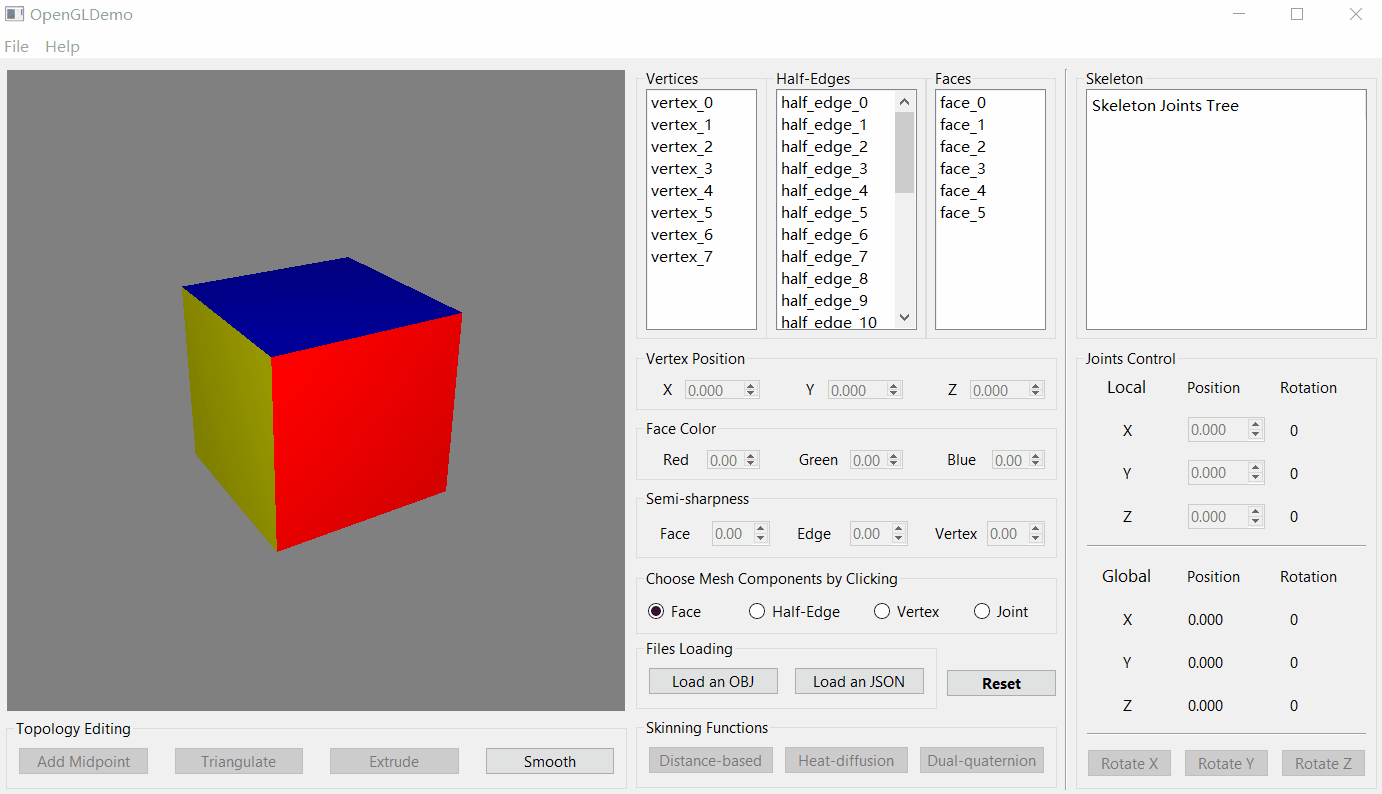 OpenGLDemo
File Help
Vertices
vertex_0
vertex_1
vertex_2
vertex_3
vertex_4
vertex_5
vertex_6
vertex_7
Half-Edges
half_edge_0
half_edge_1
half_edge_2
half_edge_3
half_edge_4
half_edge_5
half_edge_6
half_edge_7
half_edge_8
half_edge_9
half_edge_10
Faces
face_0
face_1
face_2
face_3
face_4
face_5
Vertex Position
X 0.000 Y 0.000 Z 0.000
Face Color
Red 0.00 Green 0.00 Blue 0.00
Semi-sharpness
Face 0.00 Edge 0.00 Vertex 0.00
Choose Mesh Components by Clicking
Face Half-Edge Vertex Joint
Files Loading
Load an OBJ Load an JSON Reset
Topology Editing
Add Midpoint Triangulate Extrude Smooth
Skinning Functions
Distance-based Heat-diffusion Dual-quaternion
Skeleton
Skeleton Joints Tree
Joints Control
Local Position Rotation
X 0.000 0
Y 0.000 0
Z 0.000 0
Global Position Rotation
X 0.000 0
Y 0.000 0
Z 0.000 0
Rotate X Rotate Y Rotate Z